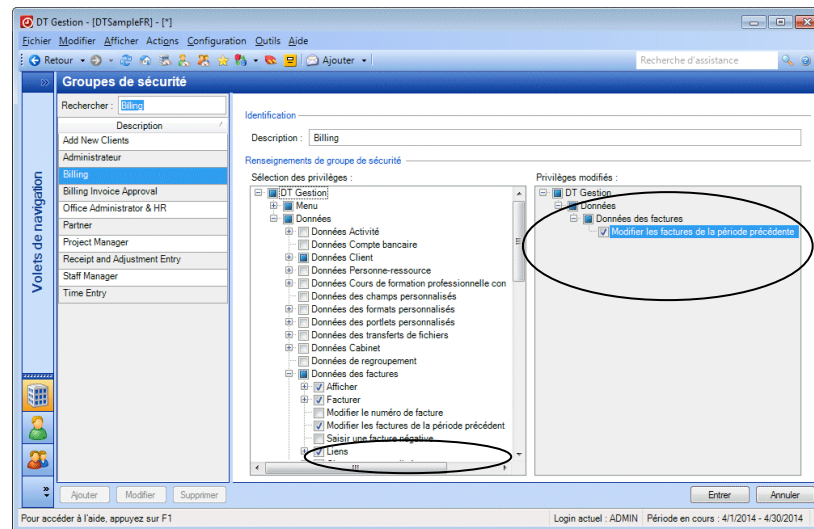 DT Gestion - [DTSampleFR] - [*]
Eichier Modifier Afficher Actions Configuration Outils Aide
Retour Ajouter Recherche d'assistance
Groupes de sécurité
Volets de navigation
Rechercher : Billing
Description
Add New Clients
Administrateur
Billing
Billing Invoice Approval
Office Administrator & HR
Partner
Project Manager
Receipt and Adjustment Entry
Staff Manager
Time Entry
Identification
Description : Billing
Renseignements de groupe de sécurité
Sélection des privilèges :
DT Gestion
Menu
Données
Données Activité
Données Compte bancaire
Données Client
Données Personne-ressource
Données Cours de formation professionnelle con
Données des champs personnalisés
Données des formats personnalisés
Données des portlets personnalisés
Données des transferts de fichiers
Données Cabinet
Données de regroupement
Données des factures
Afficher
Facturer
Modifier le numéro de facture
Modifier les factures de la période précédent
Saisir une facture négative
Liens
Privilèges modifiés :
DT Gestion
Données
Données des factures
Modifier les factures de la période précédente
Ajouter Modifier Supprimer
Entrer Annuler
Pour accéder à l'aide, appuyez sur F1
Login actuel : ADMIN Période en cours : 4/1/2014 - 4/30/2014